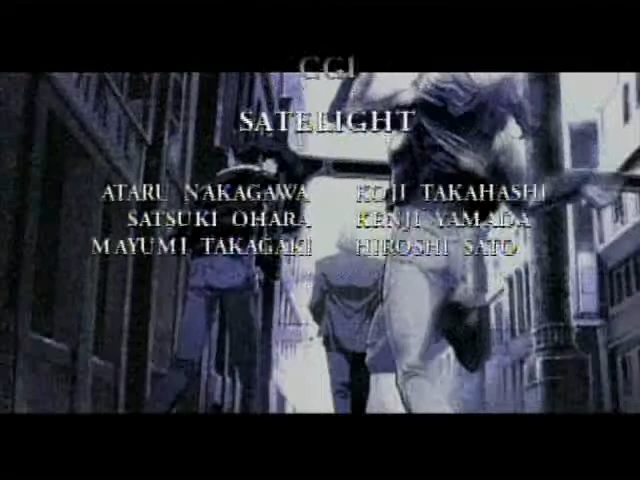 CGI
SATELIGHT
ATARU NAKAGAWA KOJI TAKAHASHI
SATSUKI OHARA KENJI YAMADA
MAYUMI TAKAGAKI HIROSHI SATO